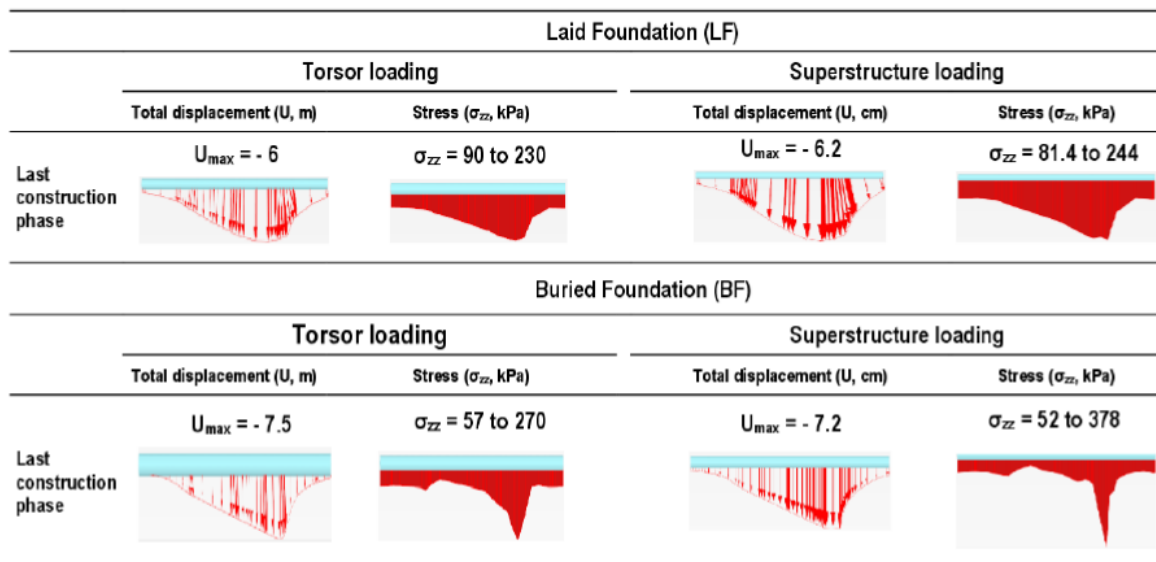 Laid Foundation (LF)
Torsor loading Superstructure loading
Total displacement (U, m) Stress (σzz, kPa) Total displacement (U, cm) Stress (σzz, kPa)
Umax = - 6 σzz = 90 to 230 Umax = - 6.2 σzz = 81.4 to 244
Last
construction
phase
Buried Foundation (BF)
Torsor loading Superstructure loading
Total displacement (U, m) Stress (σzz, kPa) Total displacement (U, cm) Stress (σzz, kPa)
Umax = - 7.5 σzz = 57 to 270 Umax = - 7.2 σzz = 52 to 378
Last
construction
phase